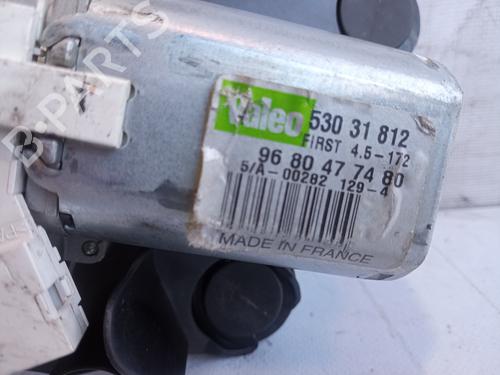 Valeo
530 31 812
FIRST 4.5-172
96 80 47 74 80
5/A-00282 129-4
MADE IN FRANCE
B-PARTS